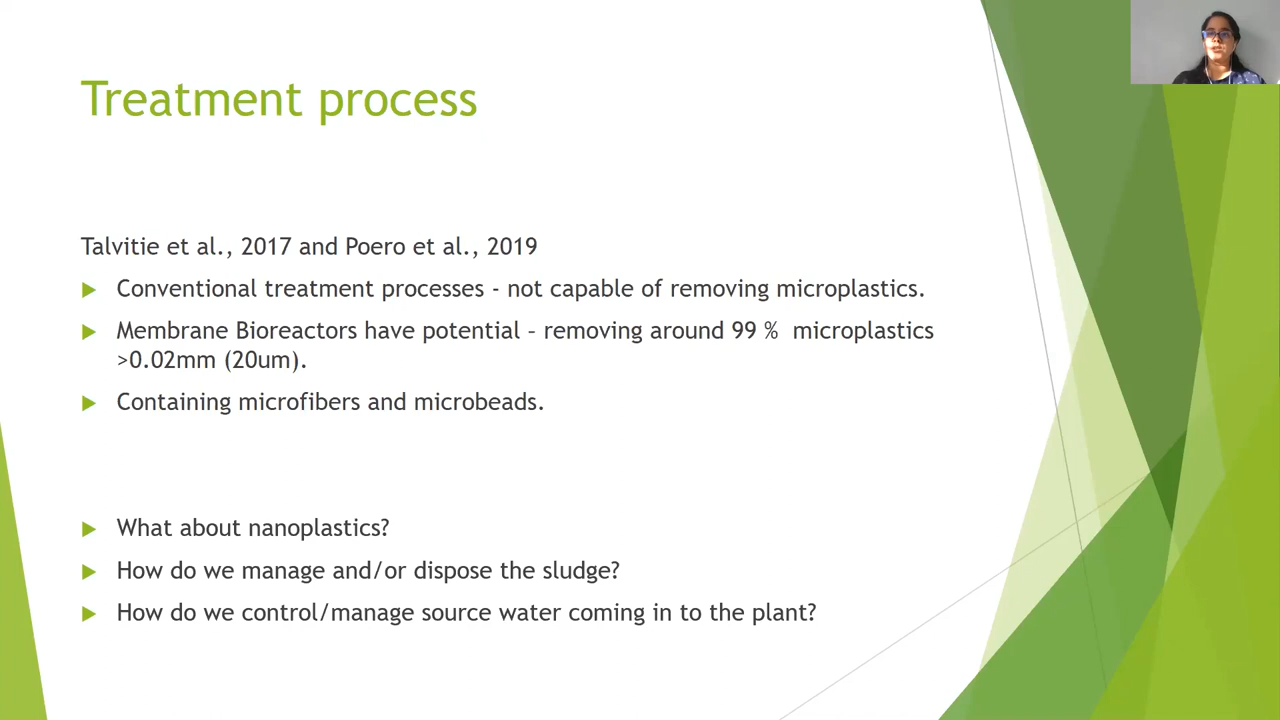 Treatment process
Talvitie et al., 2017 and Poero et al., 2019
Conventional treatment processes - not capable of removing microplastics.
Membrane Bioreactors have potential – removing around 99 % microplastics
>0.02mm (20um).
Containing microfibers and microbeads.
What about nanoplastics?
How do we manage and/or dispose the sludge?
How do we control/manage source water coming in to the plant?